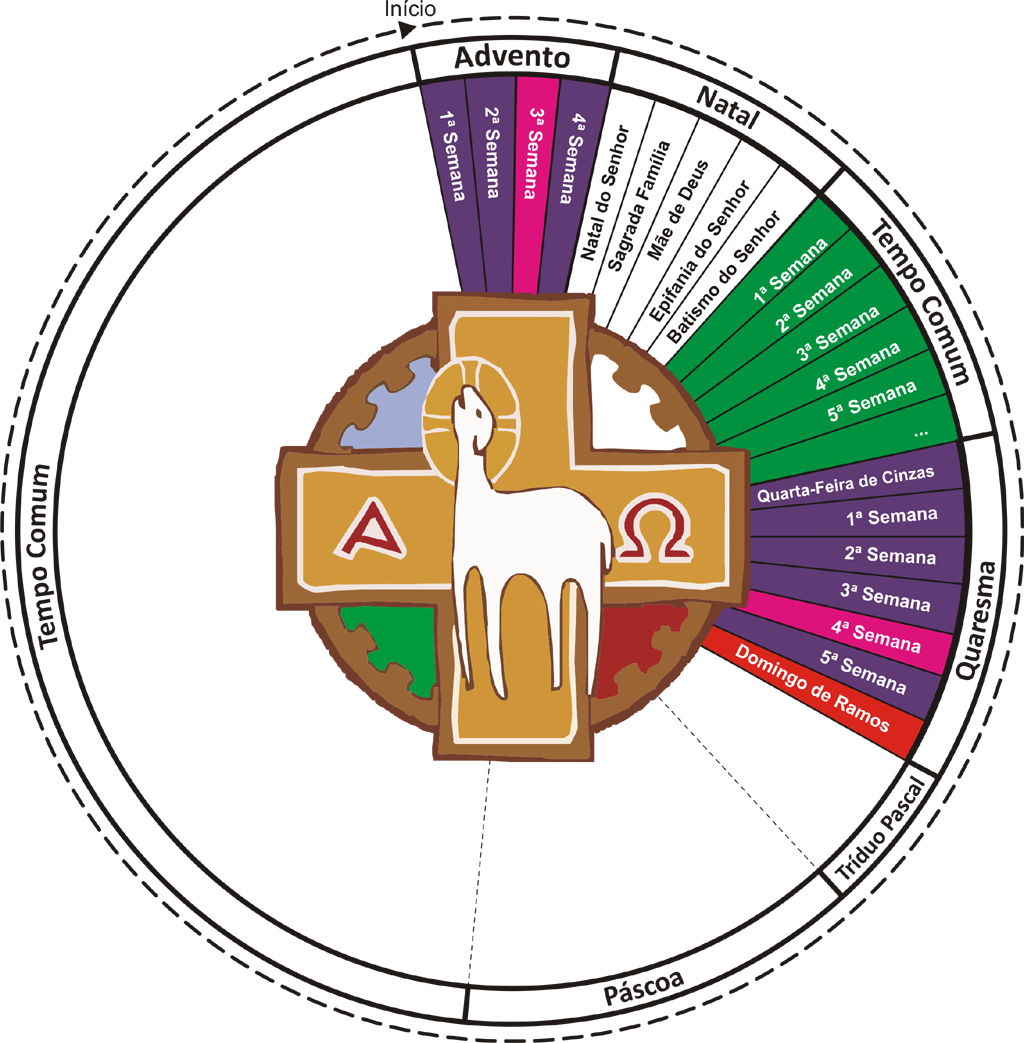 Início
Advento
1ª Semana
2ª Semana
3ª Semana
4ª Semana
Natal
Natal do Senhor
Sagrada Família
Mãe de Deus
Epifania do Senhor
Batismo do Senhor
Tempo Comum
1ª Semana
2ª Semana
3ª Semana
4ª Semana
5ª Semana
...
Quaresma
Quarta-Feira de Cinzas
1ª Semana
2ª Semana
3ª Semana
4ª Semana
5ª Semana
Domingo de Ramos
Tríduo Pascal
Páscoa
Tempo Comum
Α
Ω